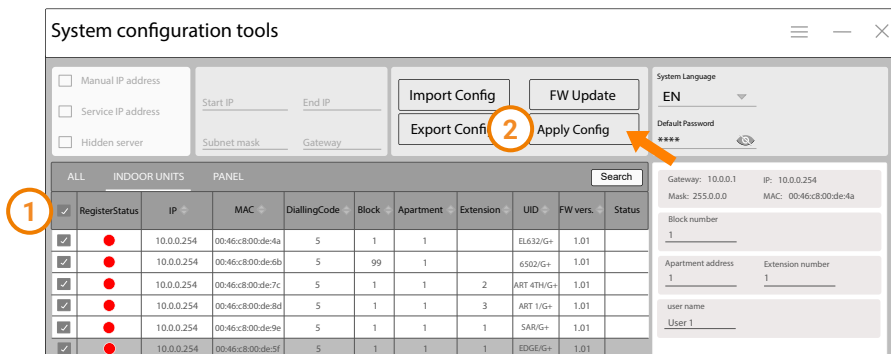 System configuration tools
Manual IP address
Service IP address
Hidden server
Start IP End IP
Subnet mask Gateway
Import Config FW Update
Export Confi 2 Apply Config
System Language
EN
Default Password
****
ALL INDOOR UNITS PANEL Search
1
RegisterStatus IP MAC DiallingCode Block Apartment Extension UID FW vers. Status
10.0.0.254 00:46:c8:00:de:4a 5 1 1 EL632/G+ 1.01
10.0.0.254 00:46:c8:00:de:6b 5 99 1 6502/G+ 1.01
10.0.0.254 00:46:c8:00:de:7c 5 1 1 2 ART 4TH/G+ 1.01
10.0.0.254 00:46:c8:00:de:8d 5 1 1 3 ART 1/G+ 1.01
10.0.0.254 00:46:c8:00:de:9e 5 1 1 1 SAR/G+ 1.01
10.0.0.254 00:46:c8:00:de:5f 5 1 1 1 EDGE/G+ 1.01
Gateway: 10.0.0.1 IP: 10.0.0.254
Mask: 255.0.0.0 MAC: 00:46:c8:00:de:4a
Block number
1
Apartment address Extension number
1 1
user name
User 1